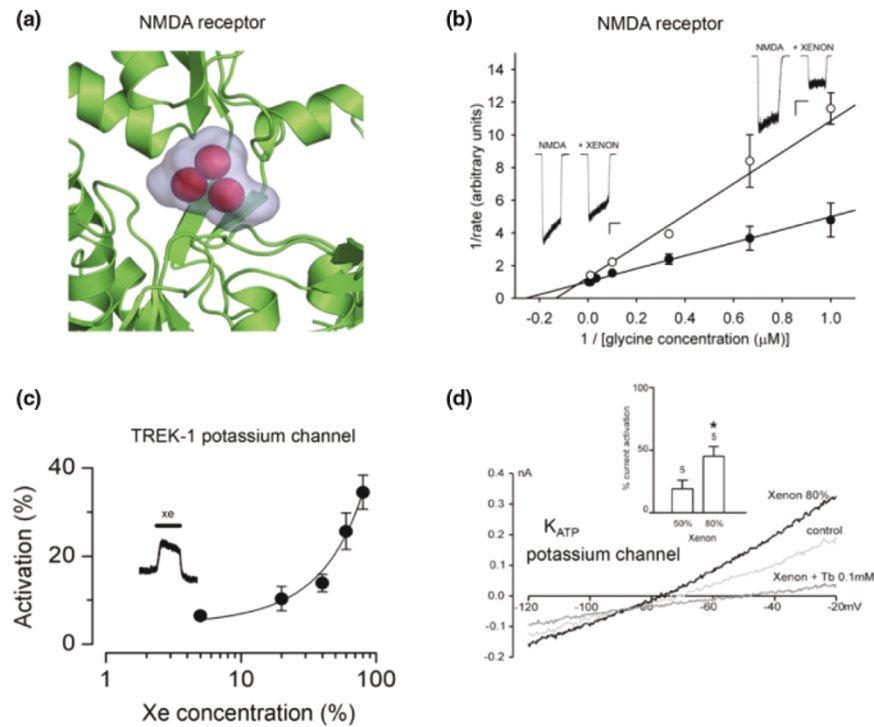 (a)
NMDA receptor
(b)
NMDA receptor
NMDA + XENON
NMDA + XENON
1/rate (arbitrary units)
14
12
10
8
6
4
2
0
-0.2 0.0 0.2 0.4 0.6 0.8 1.0
1 / [glycine concentration (μM)]
(c)
TREK-1 potassium channel
Activation (%)
40
20
0
xe
1 10 100
Xe concentration (%)
(d)
% current activation
100
50
0
5
*
5
50% 80%
Xenon
nA
0.4
0.3
0.2
0.1
0.0
-0.1
-0.2
K_ATP
potassium channel
Xenon 80%
control
Xenon + Tb 0.1mM
-120 -100 -80 -60 -40 -20mV